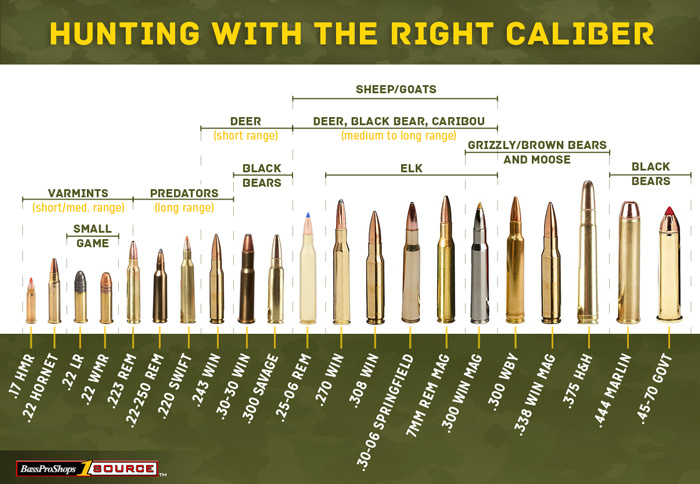 HUNTING WITH THE RIGHT CALIBER
SHEEP/GOATS
DEER
(short range)
DEER, BLACK BEAR, CARIBOU
(medium to long range)
GRIZZLY/BROWN BEARS
AND MOOSE
BLACK
BEARS
ELK
BLACK
BEARS
VARMINTS
(short/med. range)
PREDATORS
(long range)
SMALL
GAME
.17 HMR
.22 HORNET
.22 LR
.22 WMR
.223 REM
.22-250 REM
.220 SWIFT
.243 WIN
.30-30 WIN
.300 SAVAGE
.25-06 REM
.270 WIN
.308 WIN
.30-06 SPRINGFIELD
7MM REM MAG
.300 WIN MAG
.300 WBY
.338 WIN MAG
.375 H&H
.444 MARLIN
.45-70 GOVT
BassProShops 1 SOURCE TM